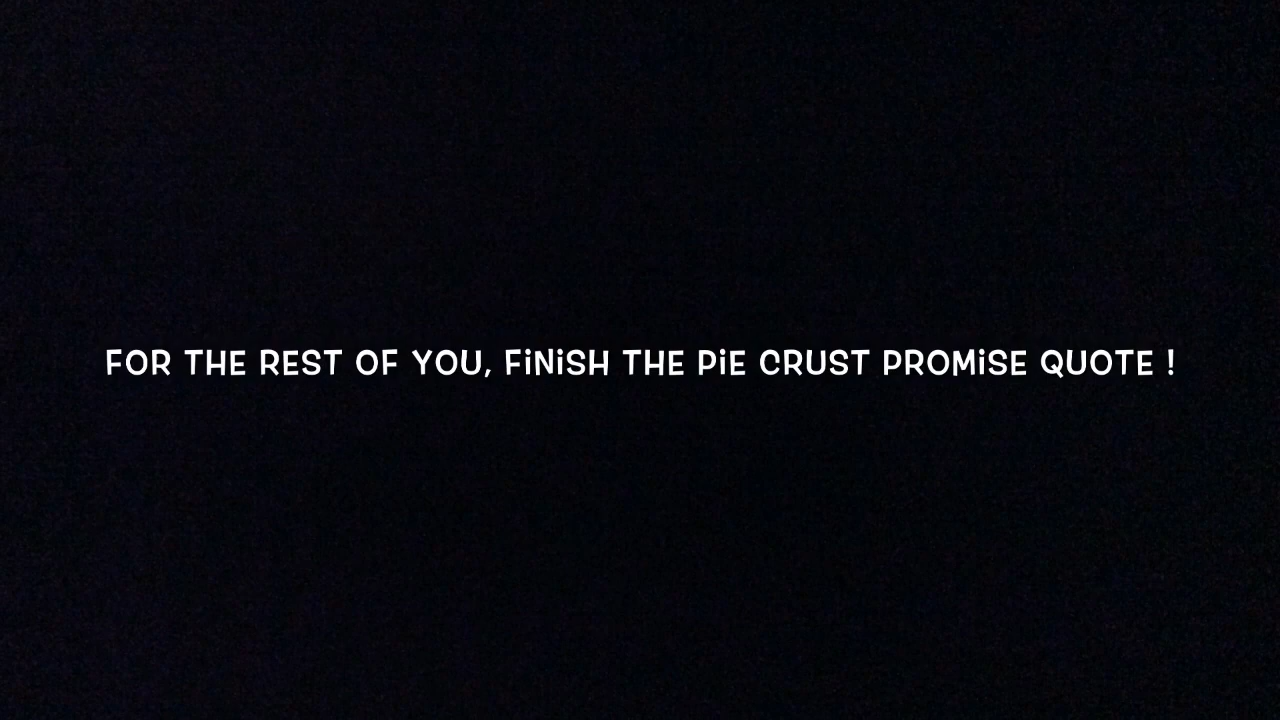 FOR THE REST OF YOU, FiNiSH THE PiE CRUST PROMiSE QUOTE !